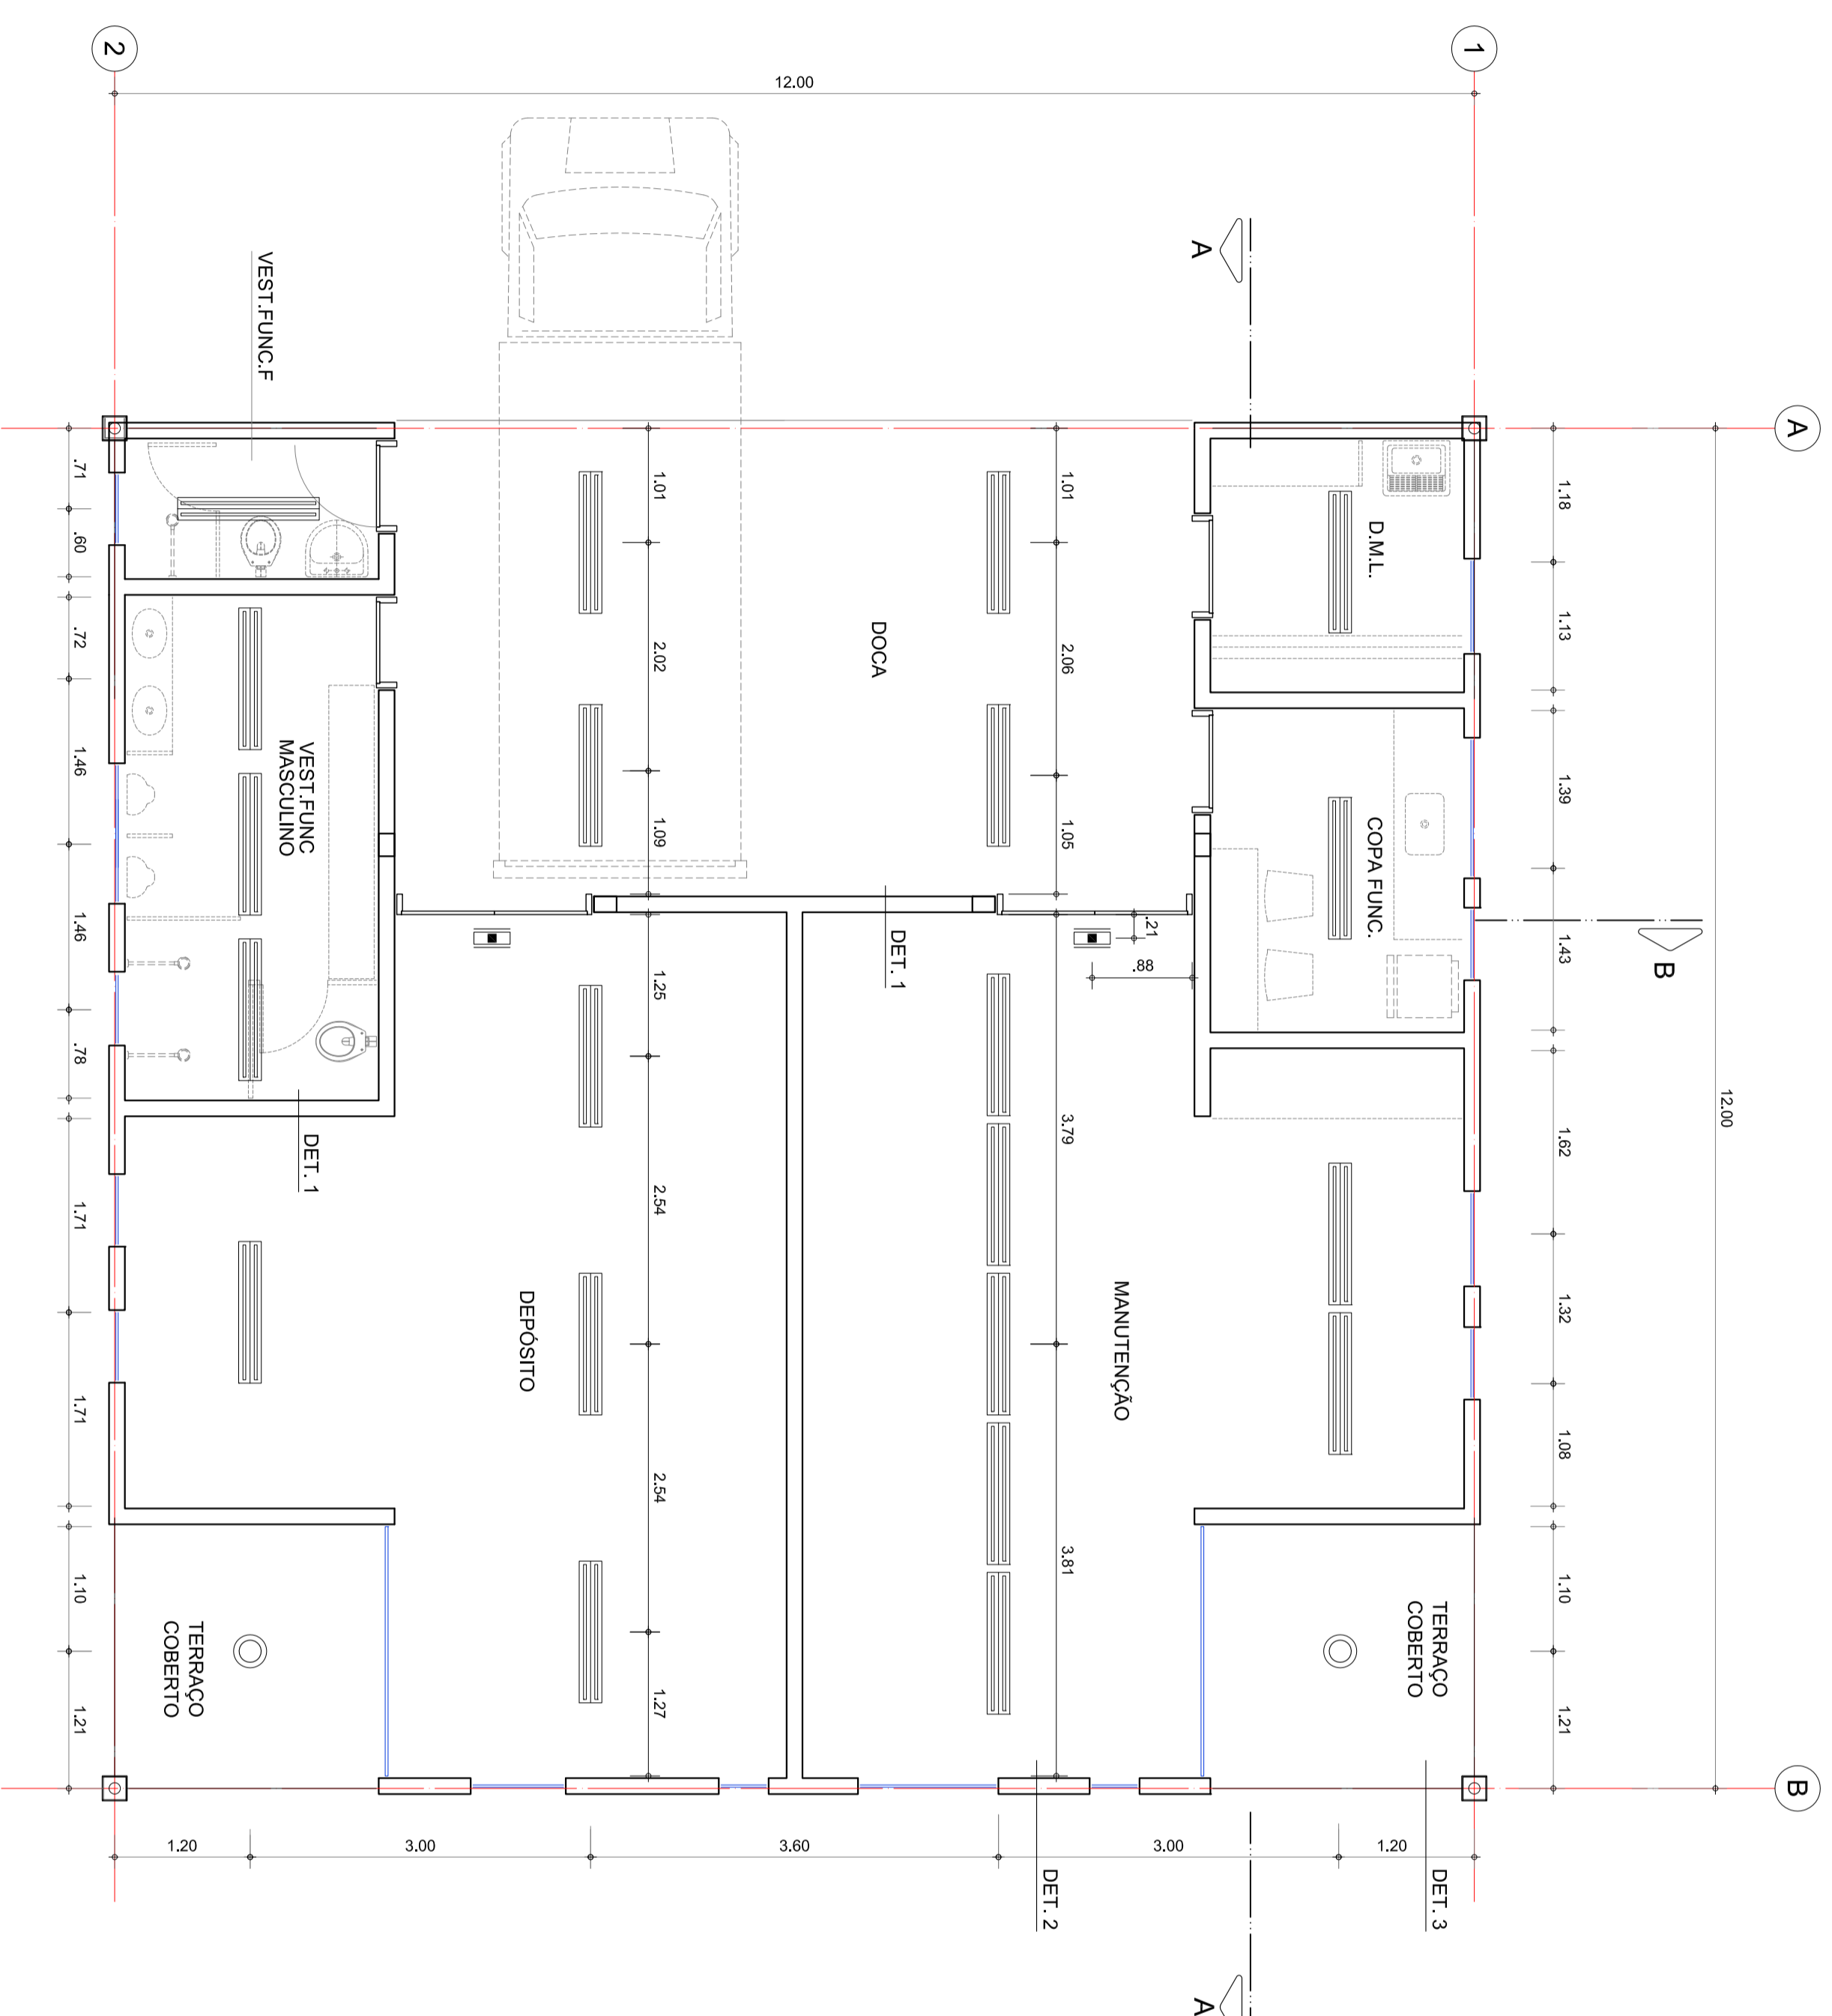 2
1
12.00
A
A
VEST.FUNC.F
D.M.L.
DOCA
COPA FUNC.
VEST.FUNC
MASCULINO
B
DET. 1
DET. 1
DEPÓSITO
MANUTENÇÃO
TERRAÇO
COBERTO
TERRAÇO
COBERTO
B
DET. 2
DET. 3
A
12.00
1.18
1.13
1.39
1.43
1.62
1.32
1.08
1.10
1.21
1.01
2.06
1.05
.21
.88
3.79
3.81
1.01
2.02
1.09
1.25
2.54
2.54
1.27
.71
.60
.72
1.46
1.46
.78
1.71
1.71
1.10
1.21
1.20
3.00
3.60
3.00
1.20